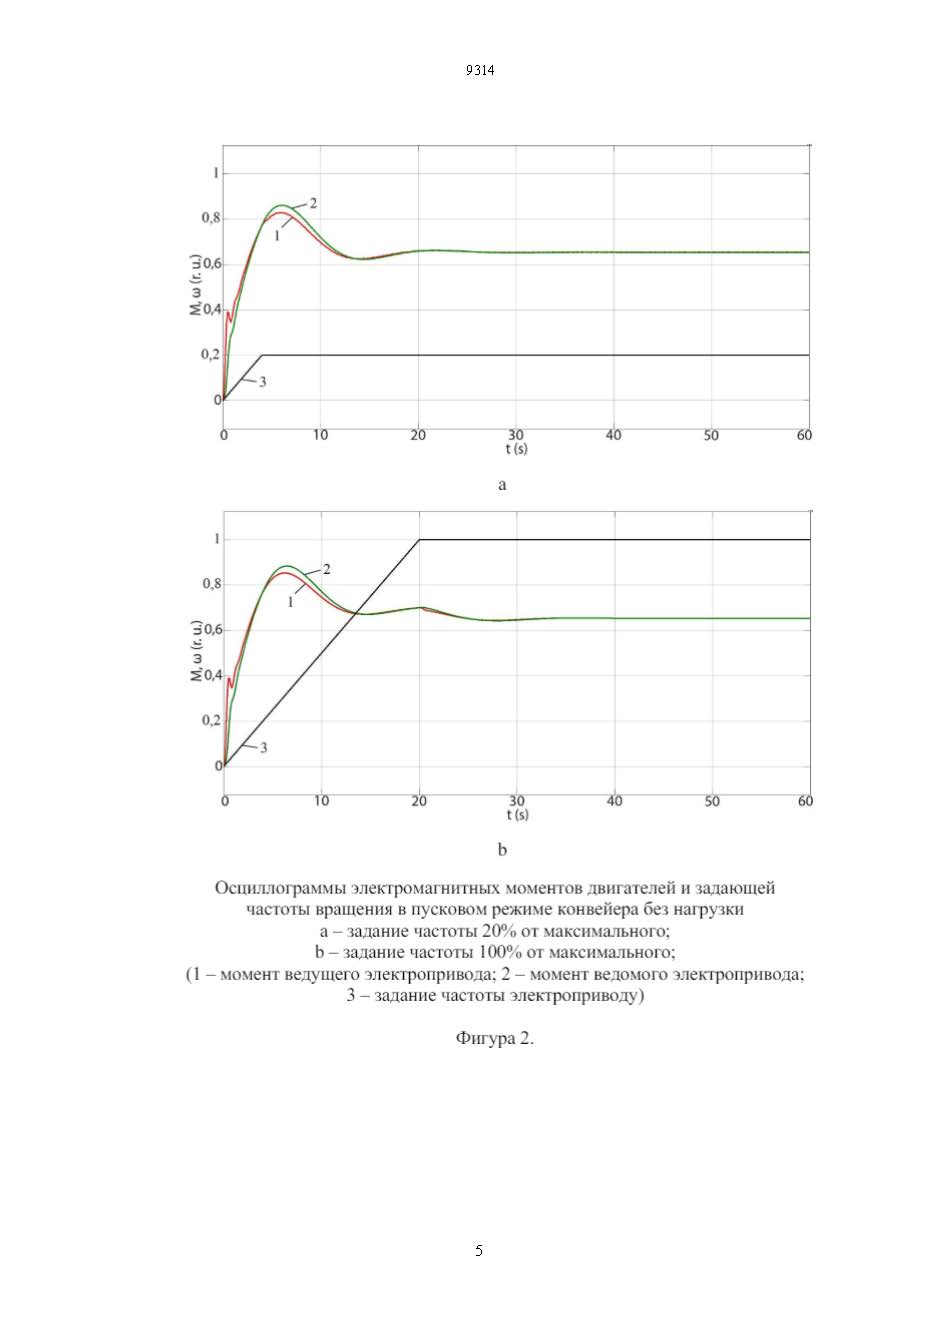 9314
1
0,8
0,6
0,4
0,2
0
M, ω (r. u.)
2
1
3
0 10 20 30 40 50 60
t (s)
a
1
0,8
0,6
0,4
0,2
0
M, ω (r. u.)
2
1
3
0 10 20 30 40 50 60
t (s)
b
Осциллограммы электромагнитных моментов двигателей и задающей
частоты вращения в пусковом режиме конвейера без нагрузки
a – задание частоты 20% от максимального;
b – задание частоты 100% от максимального;
(1 – момент ведущего электропривода; 2 – момент ведомого электропривода;
3 – задание частоты электроприводу)
Фигура 2.
5